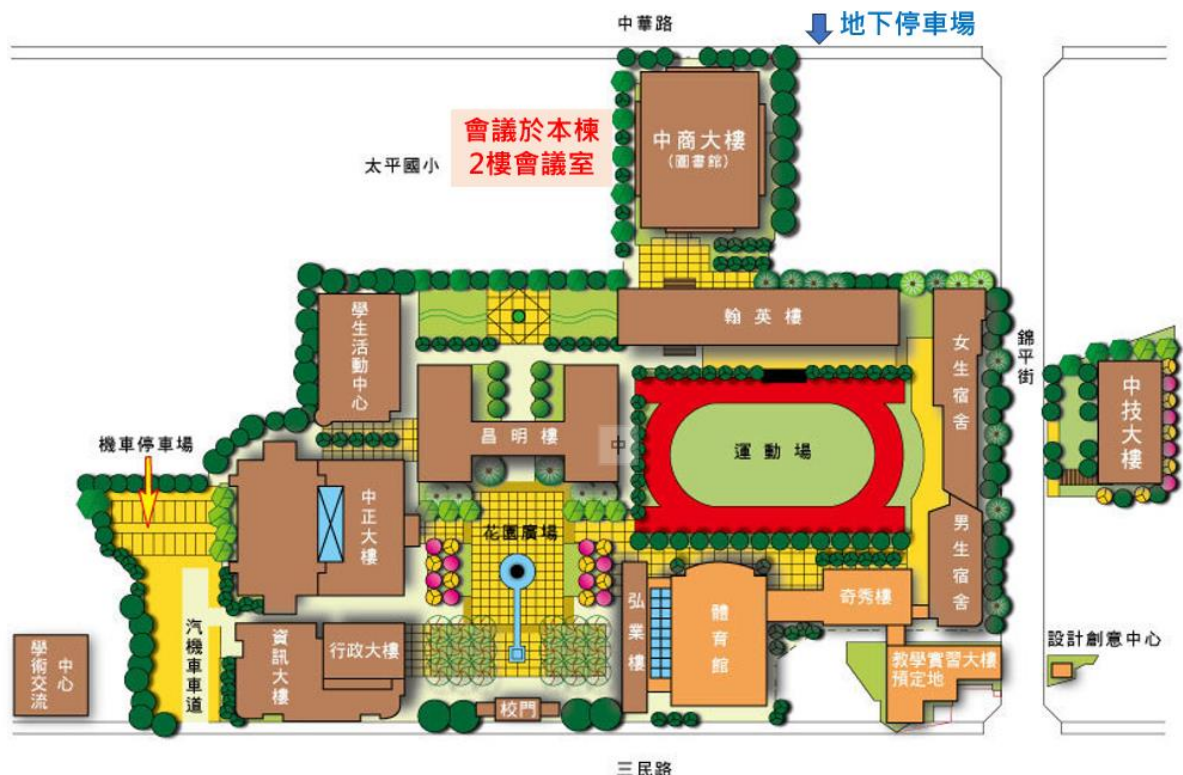 中華路
地下停車場
會議於本棟
2樓會議室
中商大樓
(圖書館)
太平國小
翰英樓
學生活動中心
女生宿舍
錦平街
中技大樓
昌明樓
中
運動場
機車停車場
中正大樓
花園廣場
男生宿舍
弘業樓
體育館
奇秀樓
汽機車車道
資訊大樓
行政大樓
學術交流
中心
教學實習大樓
預定地
設計創意中心
校門
三民路